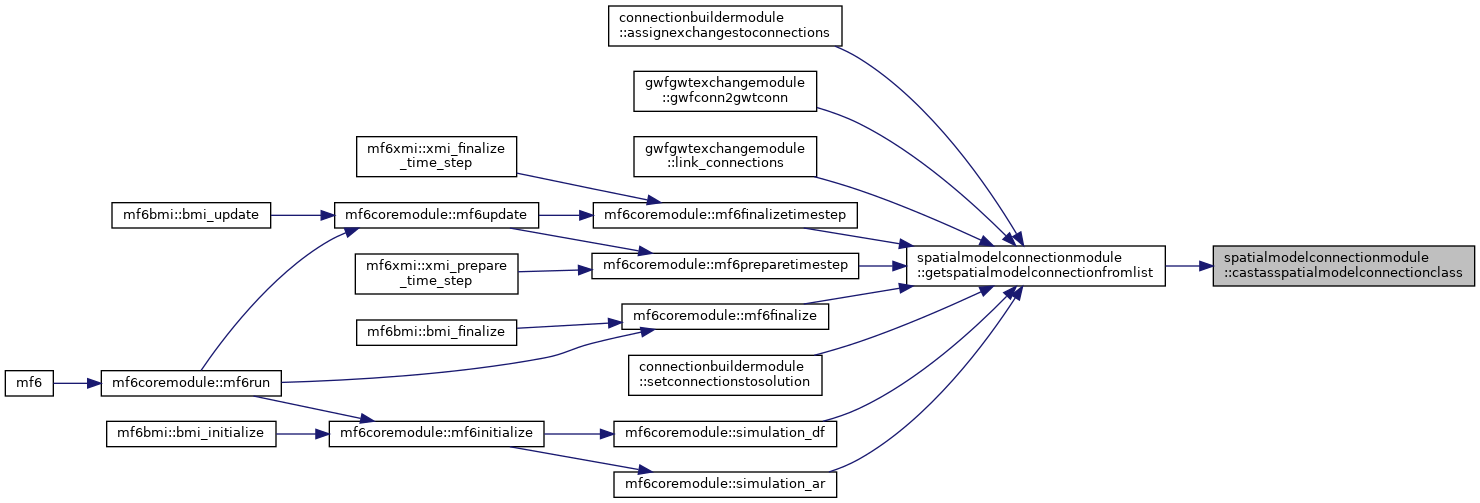 connectionbuildermodule
::assignexchangestoconnections
gwfgwtexchangemodule
::gwfconn2gwtconn
mf6xmi::xmi_finalize
_time_step
gwfgwtexchangemodule
::link_connections
mf6bmi::bmi_update
mf6coremodule::mf6update
mf6coremodule::mf6finalizetimestep
mf6xmi::xmi_prepare
_time_step
mf6coremodule::mf6preparetimestep
spatialmodelconnectionmodule
::getspatialmodelconnectionfromlist
spatialmodelconnectionmodule
::castasspatialmodelconnectionclass
mf6bmi::bmi_finalize
mf6coremodule::mf6finalize
mf6
mf6coremodule::mf6run
connectionbuildermodule
::setconnectionstosolution
mf6bmi::bmi_initialize
mf6coremodule::mf6initialize
mf6coremodule::simulation_df
mf6coremodule::simulation_ar